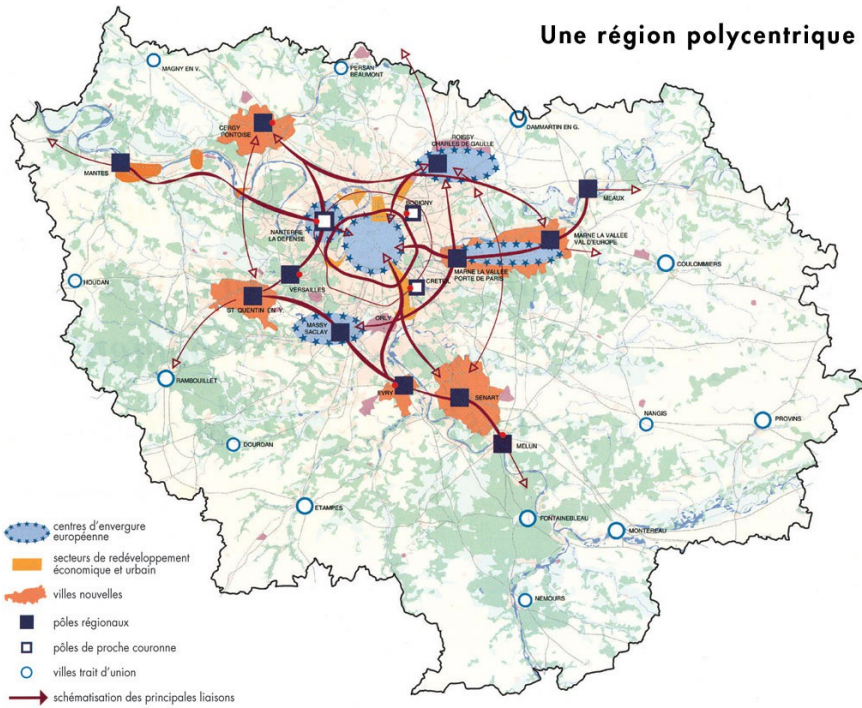 Une région polycentrique
MAGNY EN V.
PERSAN
BEAUMONT
CERGY
PONTOISE
DAMMARTIN EN G.
ROISSY
CHARLES DE GAULLE
MANTES
MEAUX
BOBIGNY
NANTERRE
LA DEFENSE
MARNE LA VALLEE
VAL D'EUROPE
MARNE LA VALLEE
PORTE DE PARIS
COULOMMIERS
HOUDAN
VERSAILLES
CRETEIL
ST QUENTIN EN Y.
MASSY
SACLAY
ORLY
RAMBOUILLET
EVRY
SENART
NANGIS
PROVINS
DOURDAN
MELUN
ETAMPES
FONTAINEBLEAU
MONTEREAU
NEMOURS
centres d'envergure
européenne
secteurs de redéveloppement
économique et urbain
villes nouvelles
pôles régionaux
pôles de proche couronne
villes trait d'union
schématisation des principales liaisons